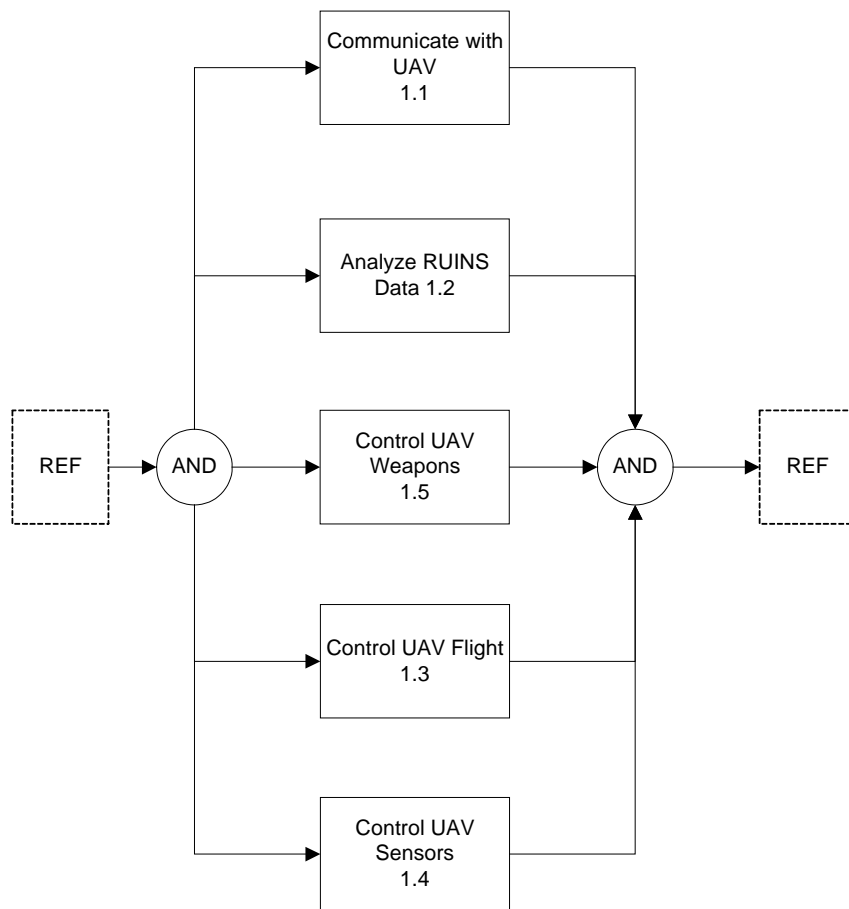 Communicate with
UAV
1.1
Analyze RUINS
Data 1.2
REF
AND
Control UAV
Weapons
1.5
AND
REF
Control UAV Flight
1.3
Control UAV
Sensors
1.4